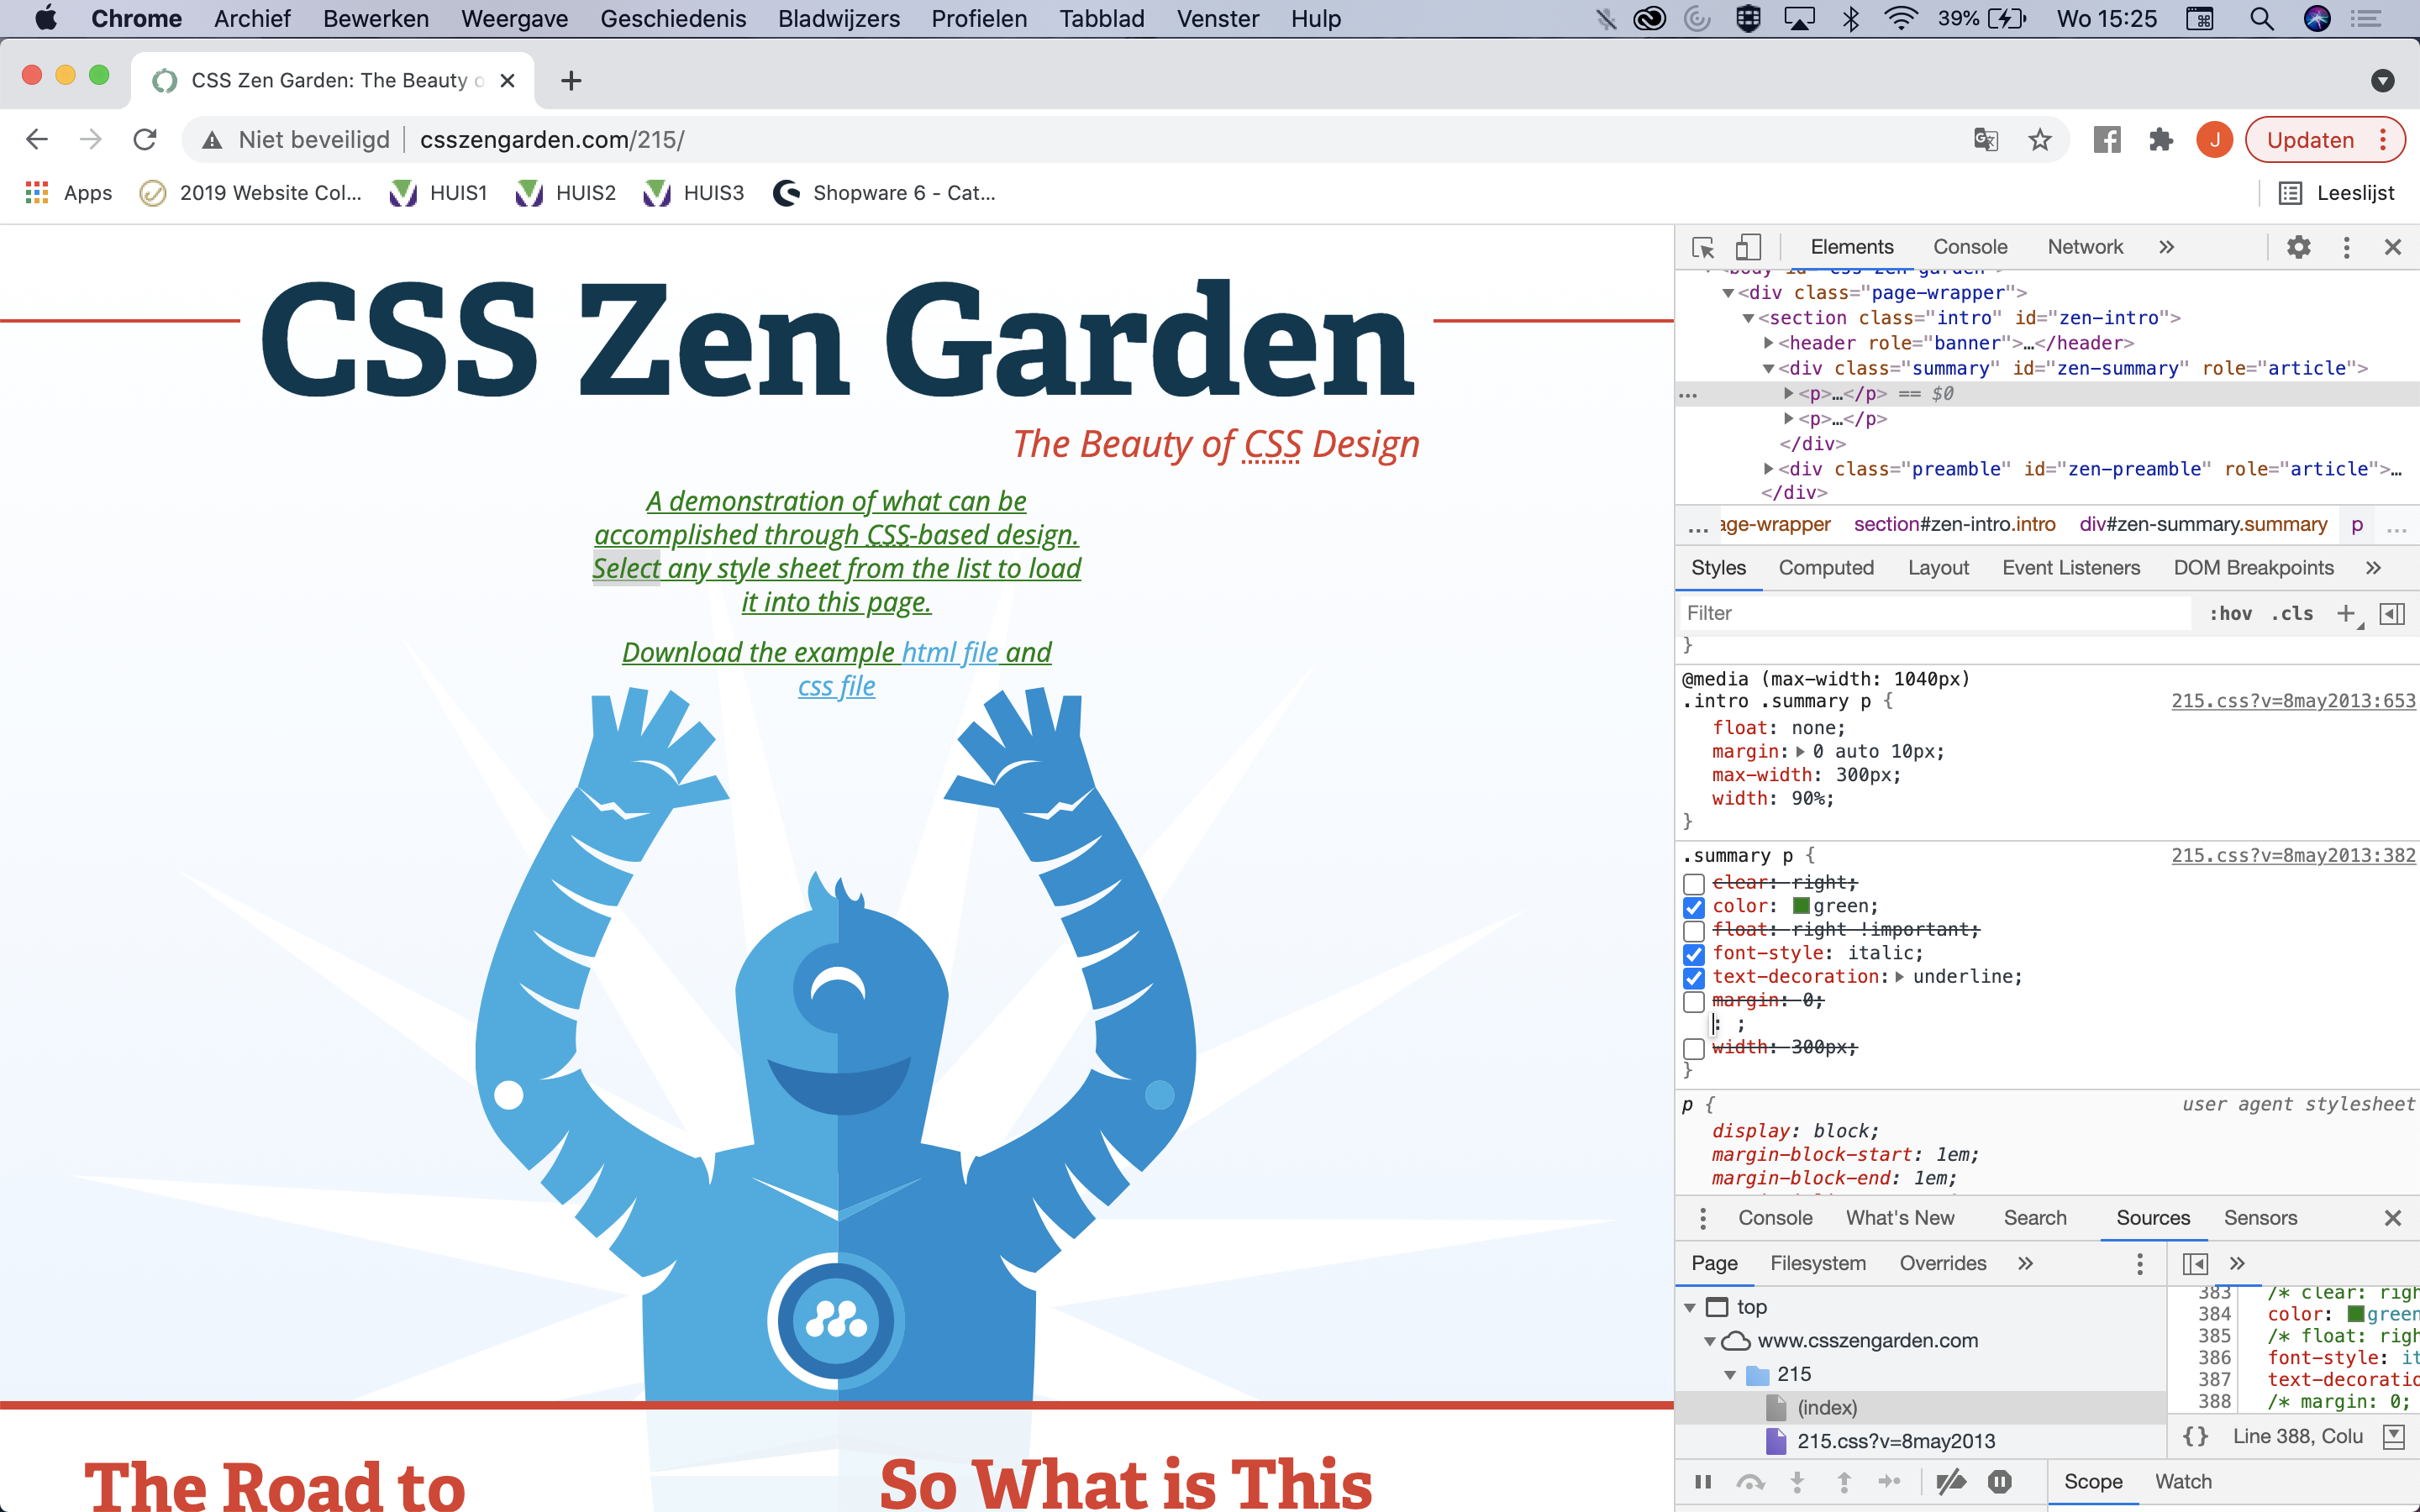 Chrome Archief Bewerken Weergave Geschiedenis Bladwijzers Profielen Tabblad Venster Hulp 39% Wo 15:25
CSS Zen Garden: The Beauty
Niet beveiligd csszengarden.com/215/ J Updaten
Apps 2019 Website Col... HUIS1 HUIS2 HUIS3 Shopware 6 - Cat... Leeslijst
CSS Zen Garden
The Beauty of CSS Design
A demonstration of what can be
accomplished through CSS-based design.
Select any style sheet from the list to load
it into this page.
Download the example html file and
css file
The Road to
So What is This
Elements Console Network »
<body id="css-zen-garden">
<div class="page-wrapper">
<section class="intro" id="zen-intro">
<header role="banner">…</header>
<div class="summary" id="zen-summary" role="article">
… <p>…</p> == $0
<p>…</p>
</div>
<div class="preamble" id="zen-preamble" role="article">…
</div>
… age-wrapper section#zen-intro.intro div#zen-summary.summary p …
Styles Computed Layout Event Listeners DOM Breakpoints »
Filter :hov .cls +
}
@media (max-width: 1040px)
.intro .summary p { 215.css?v=8may2013:653
float: none;
margin: 0 auto 10px;
max-width: 300px;
width: 90%;
}
.summary p { 215.css?v=8may2013:382
clear: right;
color: green;
float: right !important;
font-style: italic;
text-decoration: underline;
margin: 0;
: ;
width: 300px;
}
p { user agent stylesheet
display: block;
margin-block-start: 1em;
margin-block-end: 1em;
Console What's New Search Sources Sensors
Page Filesystem Overrides » »
top
www.csszengarden.com
215
(index)
215.css?v=8may2013
383 /* clear: righ
384 color: green
385 /* float: righ
386 font-style: it
387 text-decoratio
388 /* margin: 0;
{} Line 388, Colu
Scope Watch